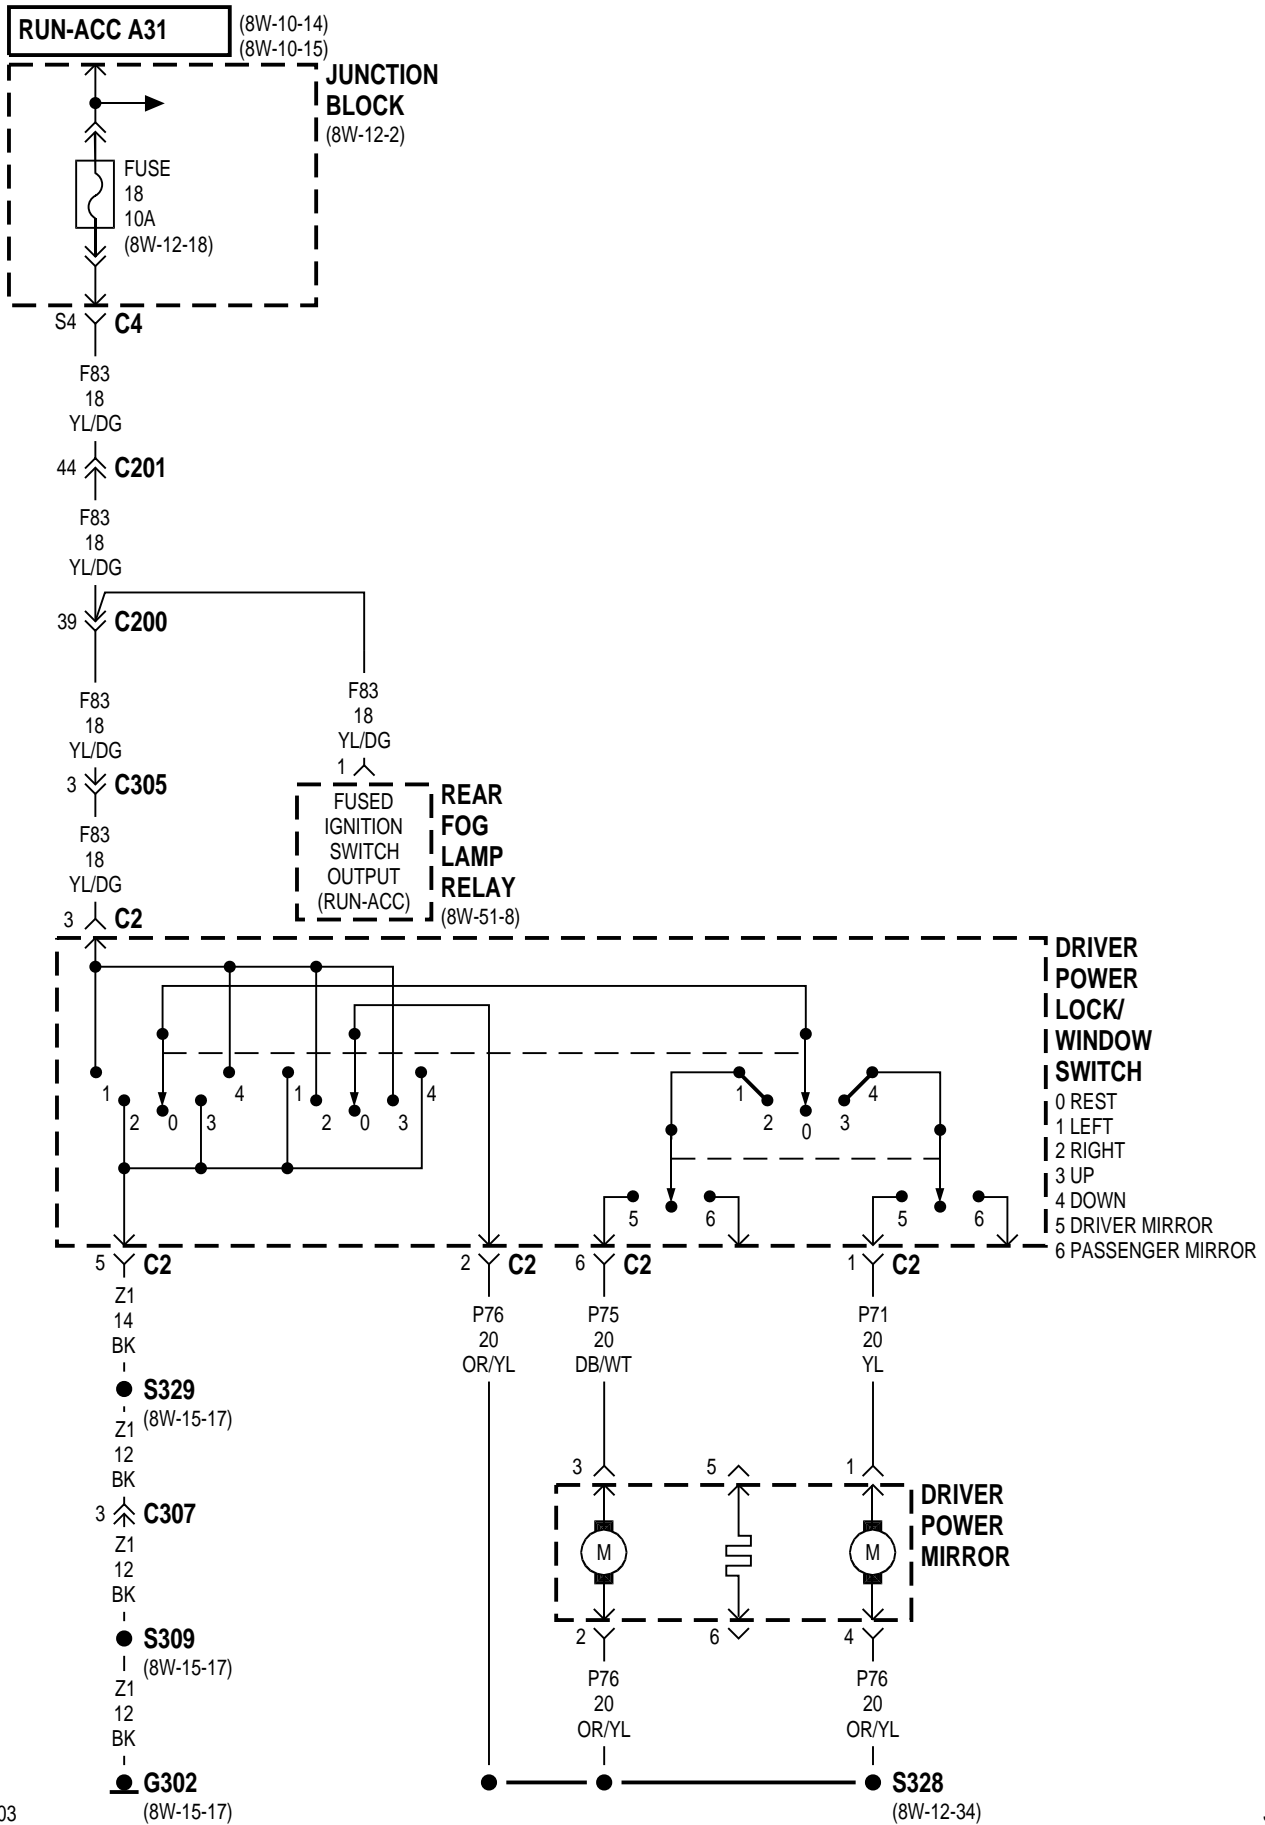 RUN-ACC A31
(8W-10-14)
(8W-10-15)
JUNCTION
BLOCK
(8W-12-2)
FUSE
18
10A
(8W-12-18)
S4
C4
F83
18
YL/DG
44
C201
F83
18
YL/DG
39
C200
F83
18
YL/DG
F83
18
YL/DG
3
C305
1
FUSED
IGNITION
SWITCH
OUTPUT
(RUN-ACC)
REAR
FOG
LAMP
RELAY
(8W-51-8)
F83
18
YL/DG
3
C2
DRIVER
POWER
LOCK/
WINDOW
SWITCH
0 REST
1 LEFT
2 RIGHT
3 UP
4 DOWN
5 DRIVER MIRROR
6 PASSENGER MIRROR
1
2
0
3
4
1
2
0
3
4
1
2
0
3
4
5
6
5
6
5
C2
2
C2
6
C2
1
C2
Z1
14
BK
P76
20
OR/YL
P75
20
DB/WT
P71
20
YL
S329
(8W-15-17)
Z1
12
BK
3
C307
3
5
1
DRIVER
POWER
MIRROR
M
M
Z1
12
BK
2
6
4
S309
(8W-15-17)
Z1
12
BK
P76
20
OR/YL
P76
20
OR/YL
G302
(8W-15-17)
S328
(8W-12-34)
03